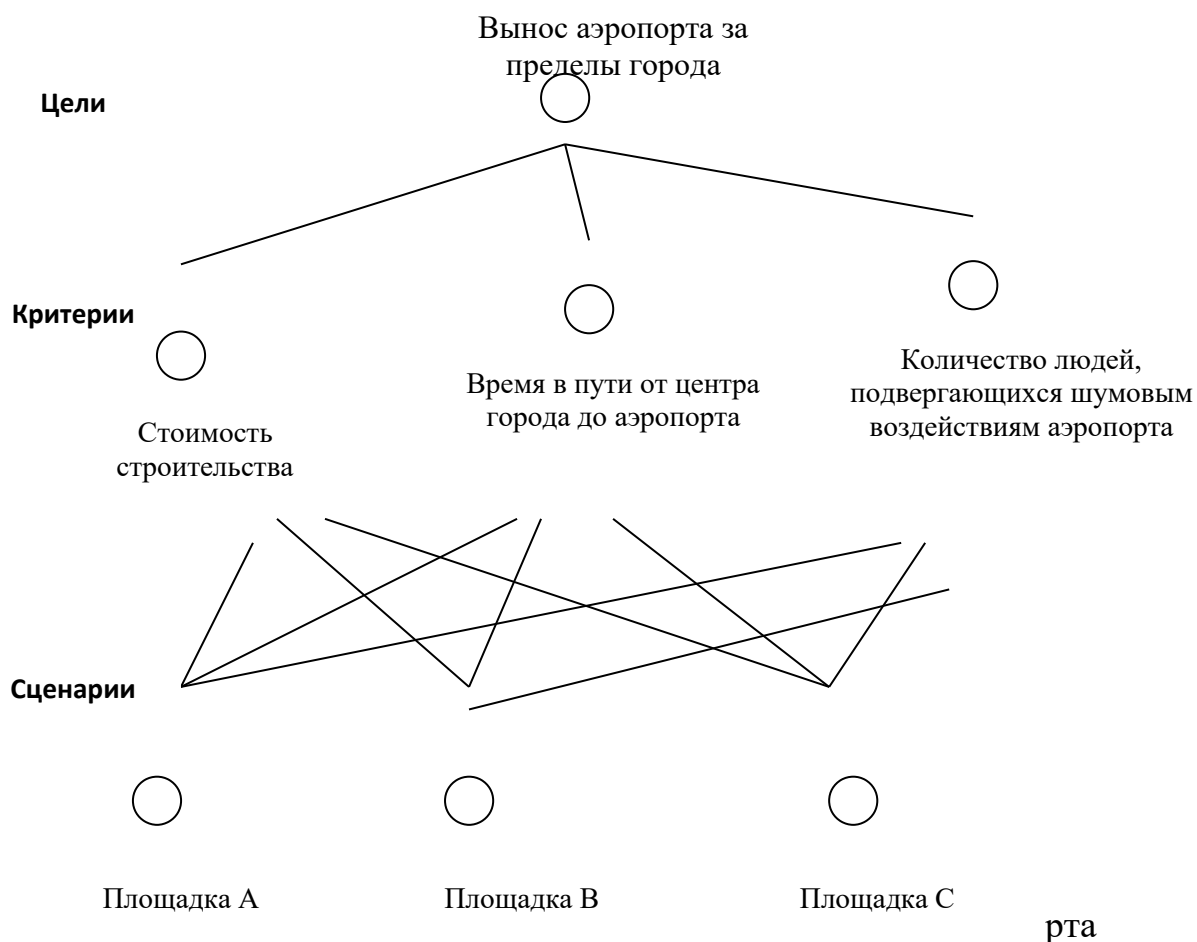 Вынос аэропорта за
пределы города
Цели
Критерии
Стоимость
строительства
Время в пути от центра
города до аэропорта
Количество людей,
подвергающихся шумовым
воздействиям аэропорта
Сценарии
Площадка А
Площадка В
Площадка С
рта